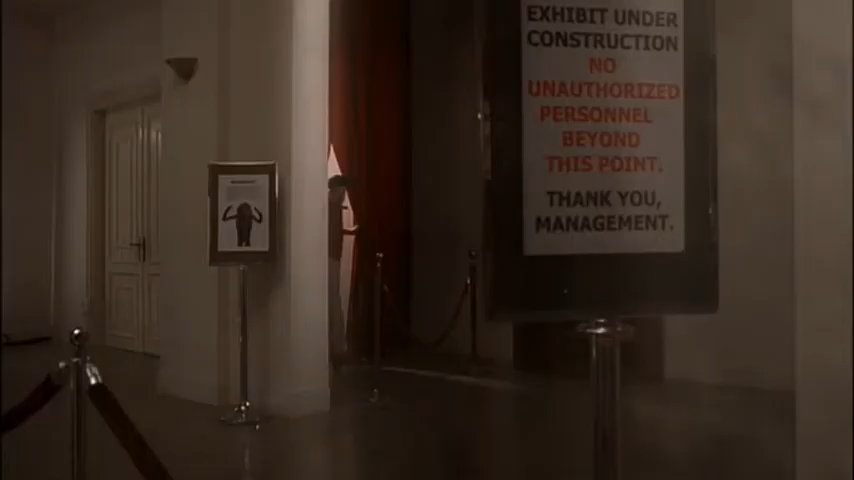 EXHIBIT UNDER
CONSTRUCTION
NO
UNAUTHORIZED
PERSONNEL
BEYOND
THIS POINT.
THANK YOU,
MANAGEMENT.